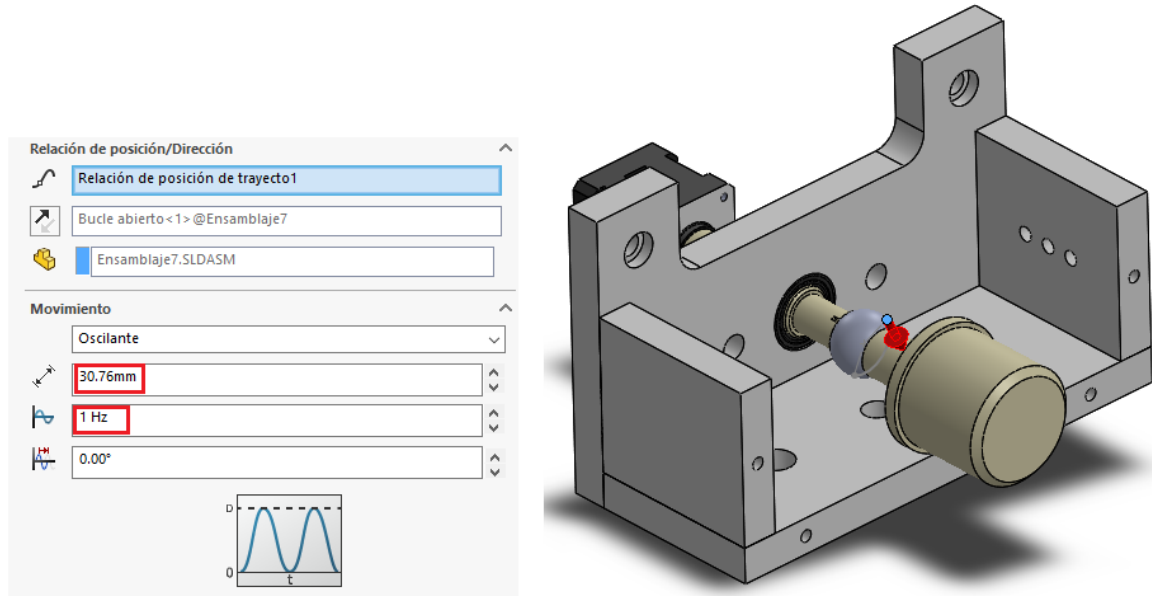 Relación de posición/Dirección
Relación de posición de trayecto1
Bucle abierto<1>@Ensamblaje7
Ensamblaje7.SLDASM
Movimiento
Oscilante
30.76mm
1 Hz
0.00°
D
0
t